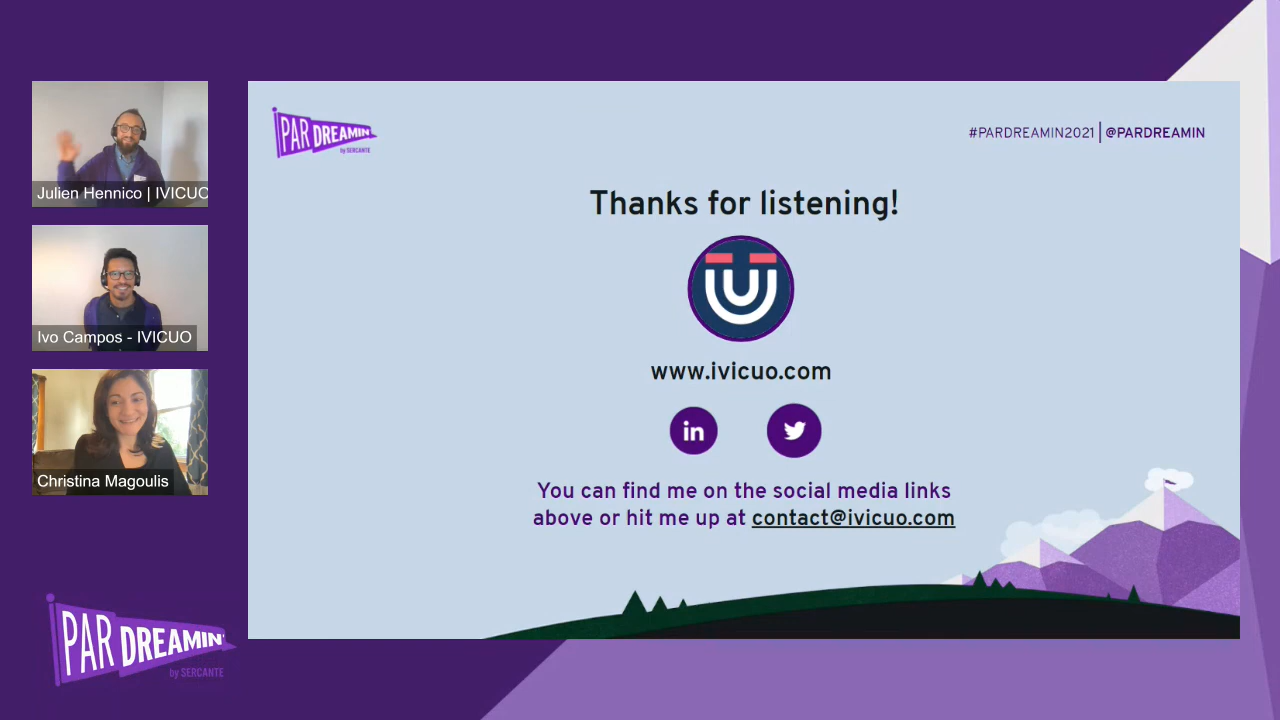 Julien Hennico | IVICUO
Ivo Campos - IVICUO
Christina Magoulis
PAR DREAMIN'
by SERCANTE
PAR DREAMIN
by SERCANTE
#PARDREAMIN2021 | @PARDREAMIN
Thanks for listening!
www.ivicuo.com
in
You can find me on the social media links
above or hit me up at contact@ivicuo.com